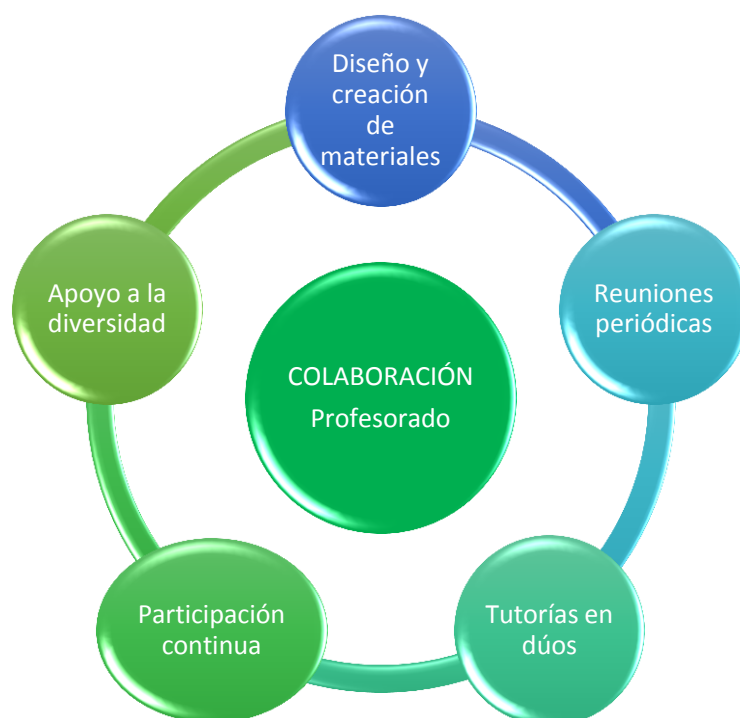 Diseño y
creación
de
materiales
Reuniones
periódicas
Tutorías en
dúos
Participación
continua
Apoyo a la
diversidad
COLABORACIÓN
Profesorado